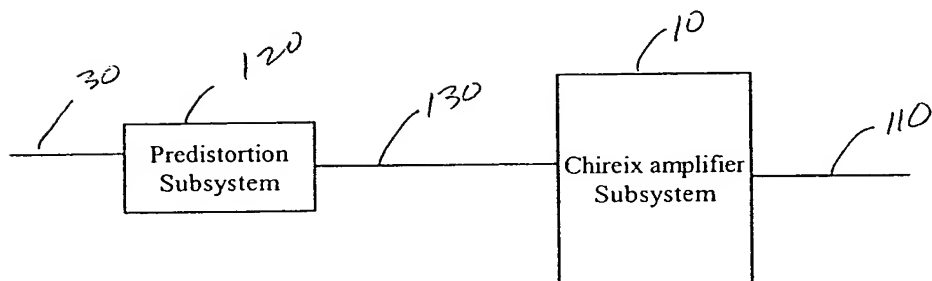 10
120
30
130
110
Predistortion
Subsystem
Chireix amplifier
Subsystem